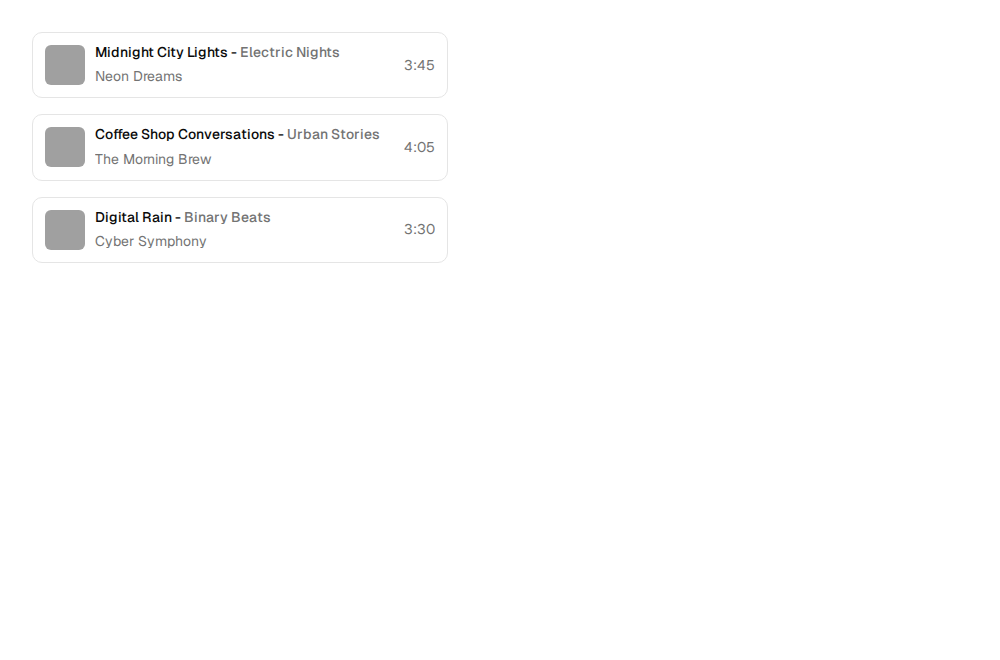 Midnight City Lights - Electric Nights
Neon Dreams
3:45
Coffee Shop Conversations - Urban Stories
The Morning Brew
4:05
Digital Rain - Binary Beats
Cyber Symphony
3:30